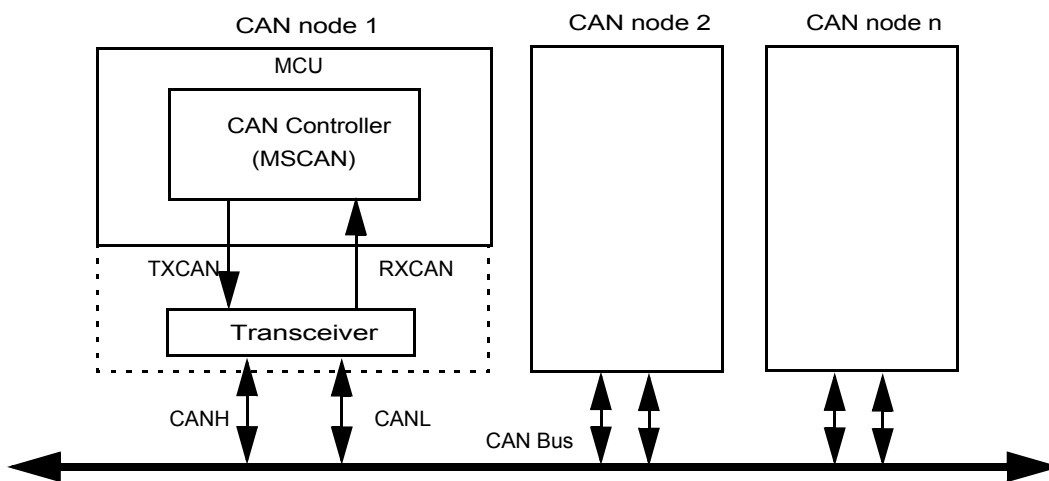 CAN node 1
CAN node 2
CAN node n
MCU
CAN Controller
(MSCAN)
TXCAN
RXCAN
Transceiver
CANH
CANL
CAN Bus